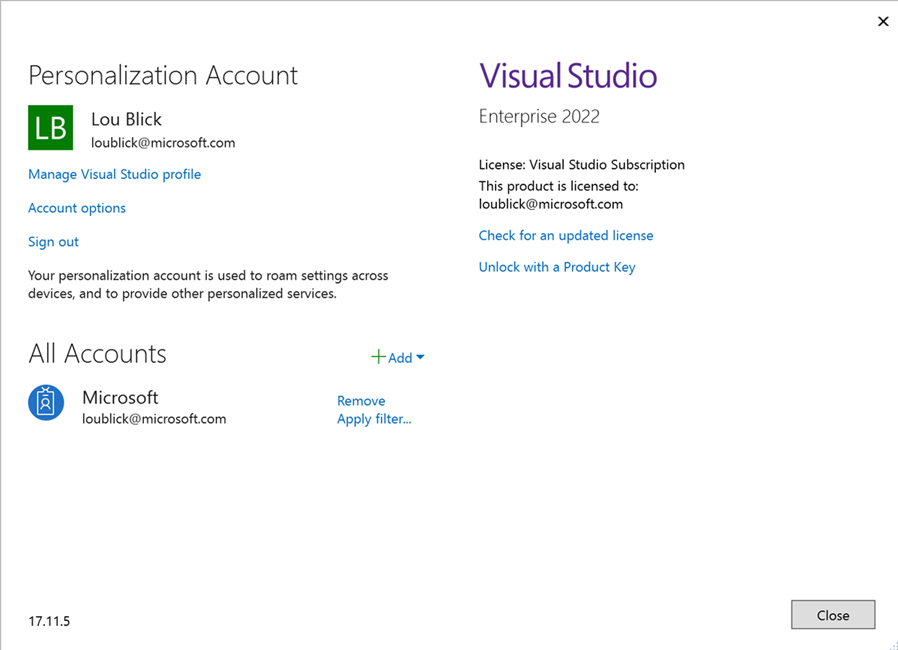 Personalization Account
LB
Lou Blick
loublick@microsoft.com
Manage Visual Studio profile
Account options
Sign out
Your personalization account is used to roam settings across
devices, and to provide other personalized services.
All Accounts
Add
Microsoft
loublick@microsoft.com
Remove
Apply filter...
Visual Studio
Enterprise 2022
License: Visual Studio Subscription
This product is licensed to:
loublick@microsoft.com
Check for an updated license
Unlock with a Product Key
17.11.5
Close